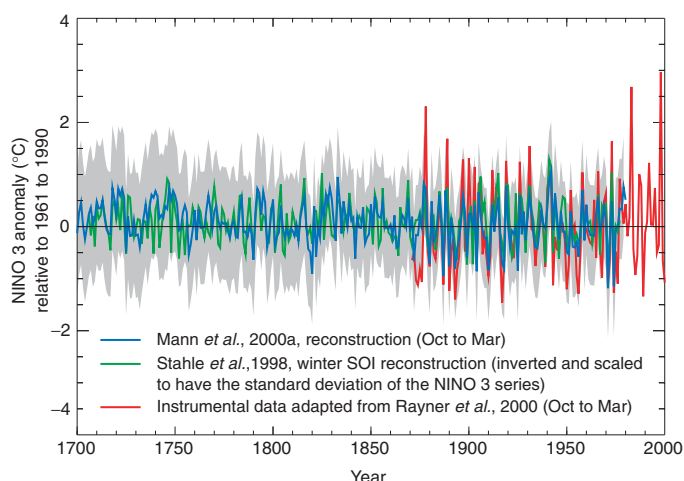 4
2
0
−2
−4
NINO 3 anomaly (°C)
relative to 1961 to 1990
Mann et al., 2000a, reconstruction (Oct to Mar)
Stahle et al.,1998, winter SOI reconstruction (inverted and scaled
to have the standard deviation of the NINO 3 series)
Instrumental data adapted from Rayner et al., 2000 (Oct to Mar)
1700 1750 1800 1850 1900 1950 2000
Year